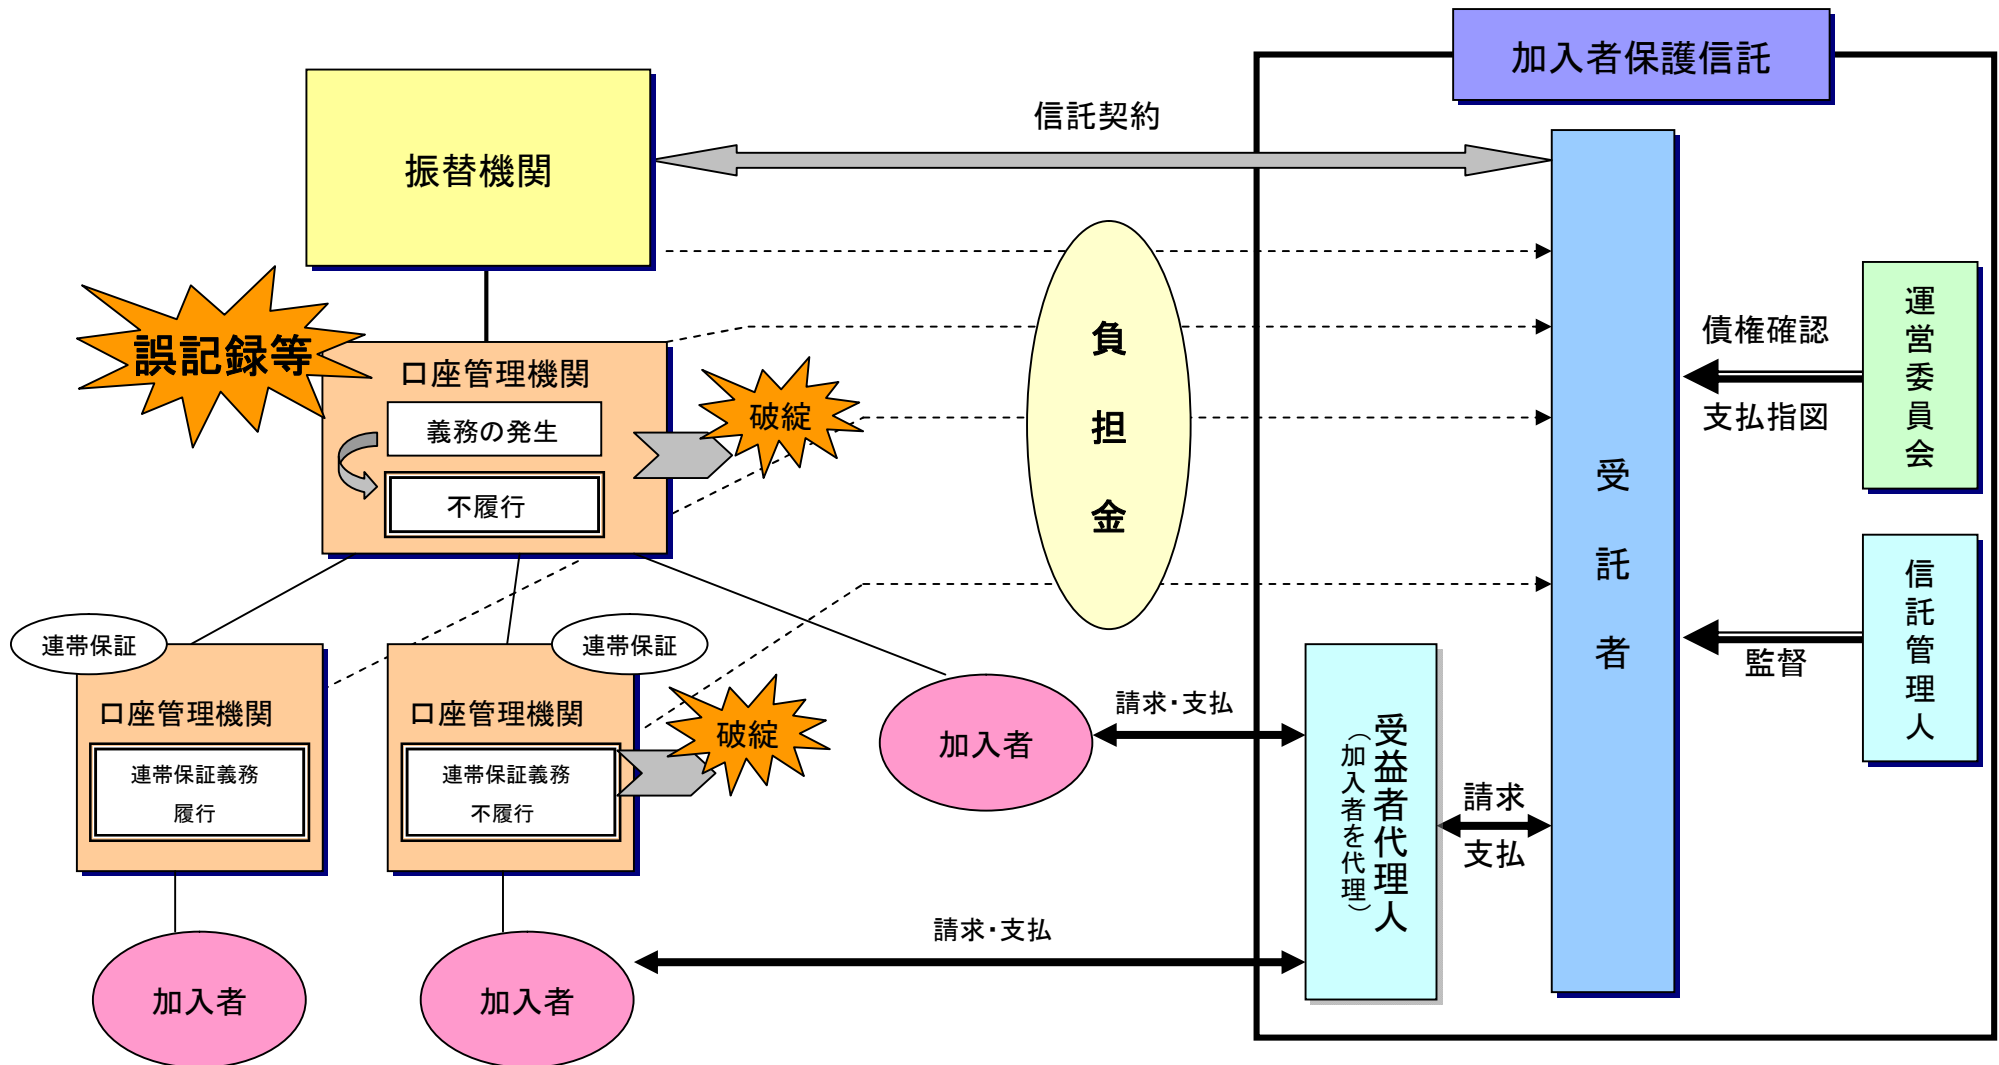 加入者保護信託
信託契約
振替機関
誤記録等
口座管理機関
義務の発生
不履行
破綻
負担金
債権確認
支払指図
運営委員会
受託者
監督
信託管理人
連帯保証
連帯保証
口座管理機関
連帯保証義務
履行
口座管理機関
連帯保証義務
不履行
破綻
加入者
請求・支払
受益者代理人
（加入者を代理）
請求
支払
請求・支払
加入者
加入者